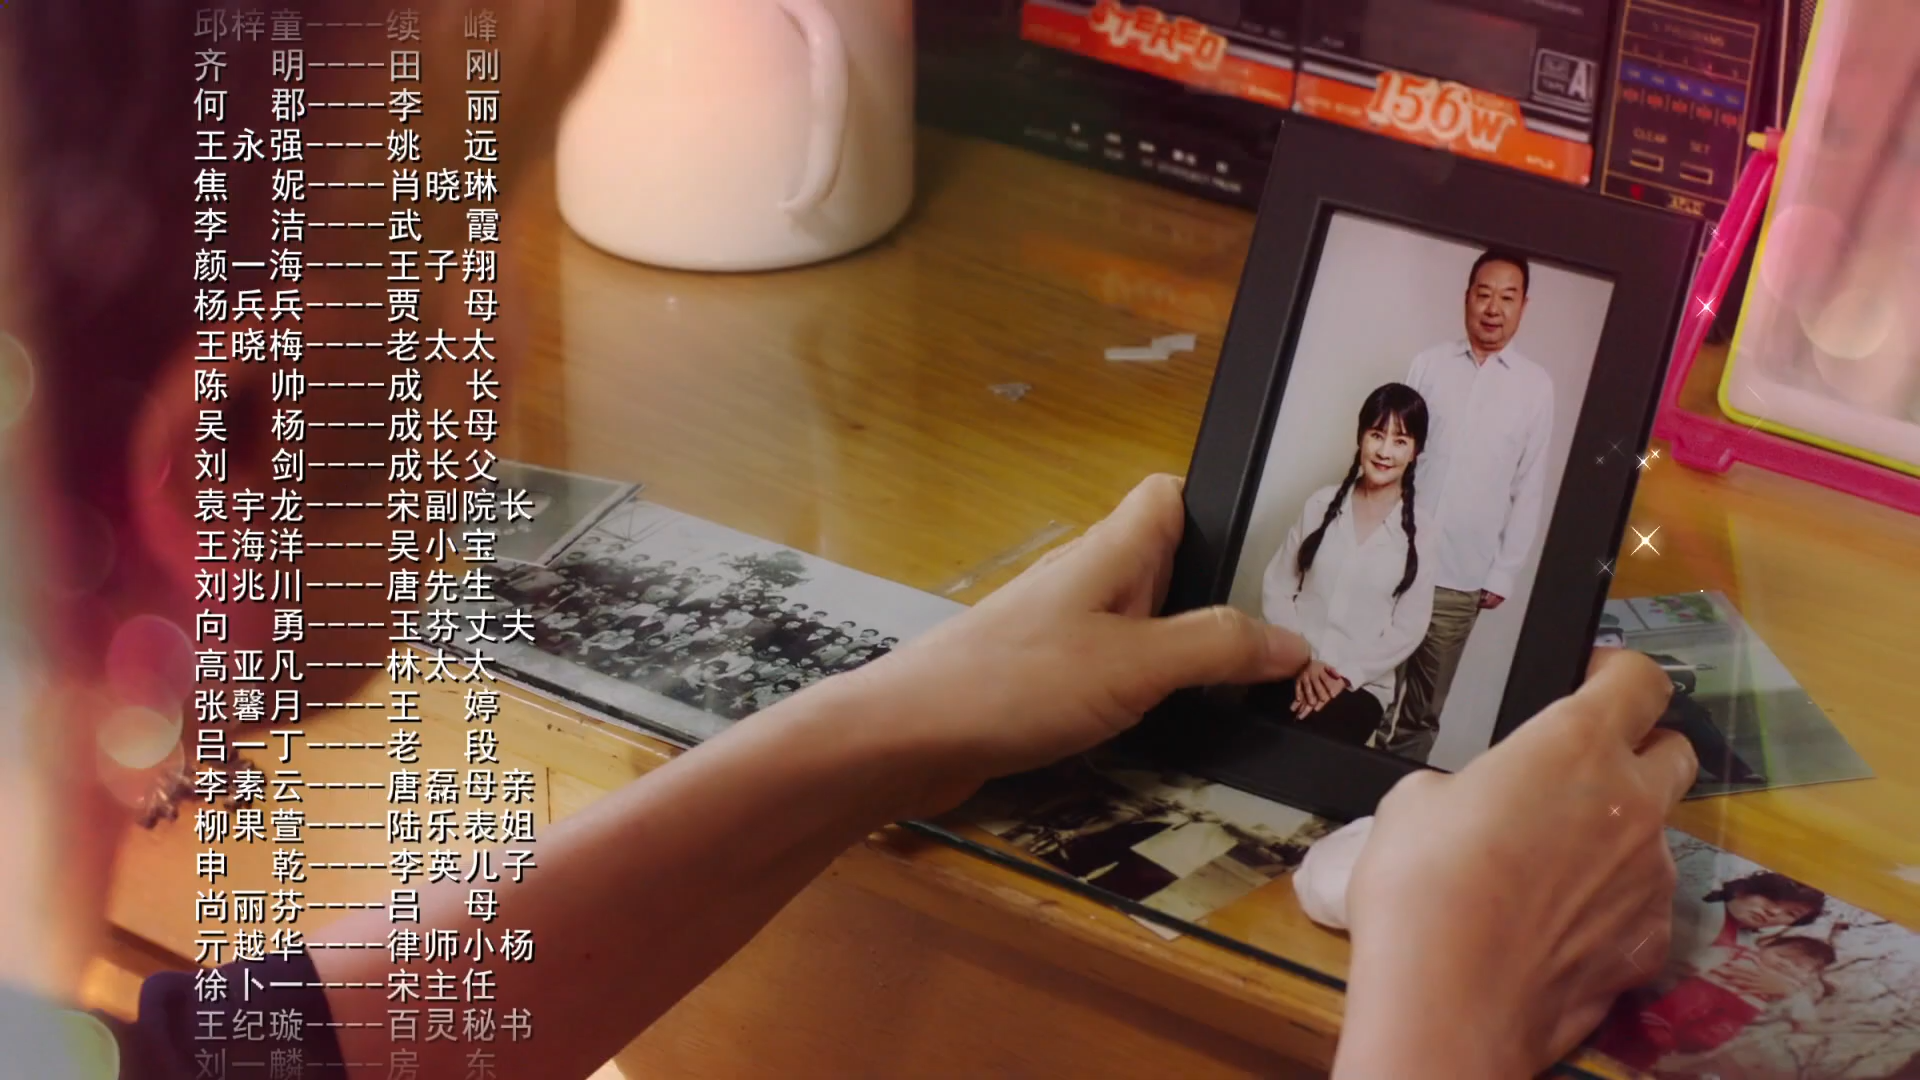 邱梓童----续　峰
齐　明----田　刚
何　郡----李　丽
王永强----姚　远
焦　妮----肖晓琳
李　洁----武　霞
颜一海----王子翔
杨兵兵----贾　母
王晓梅----老太太
陈　帅----成　长
吴　杨----成长母
刘　剑----成长父
袁宇龙----宋副院长
王海洋----吴小宝
刘兆川----唐先生
向　勇----玉芬丈夫
高亚凡----林太太
张馨月----王　婷
吕一丁----老　段
李素云----唐磊母亲
柳果萱----陆乐表姐
申　乾----李英儿子
尚丽芬----吕　母
亓越华----律师小杨
徐卜一----宋主任
王纪璇----百灵秘书
刘一麟----房　东
STEREO
156W
A
CLEAR
SET